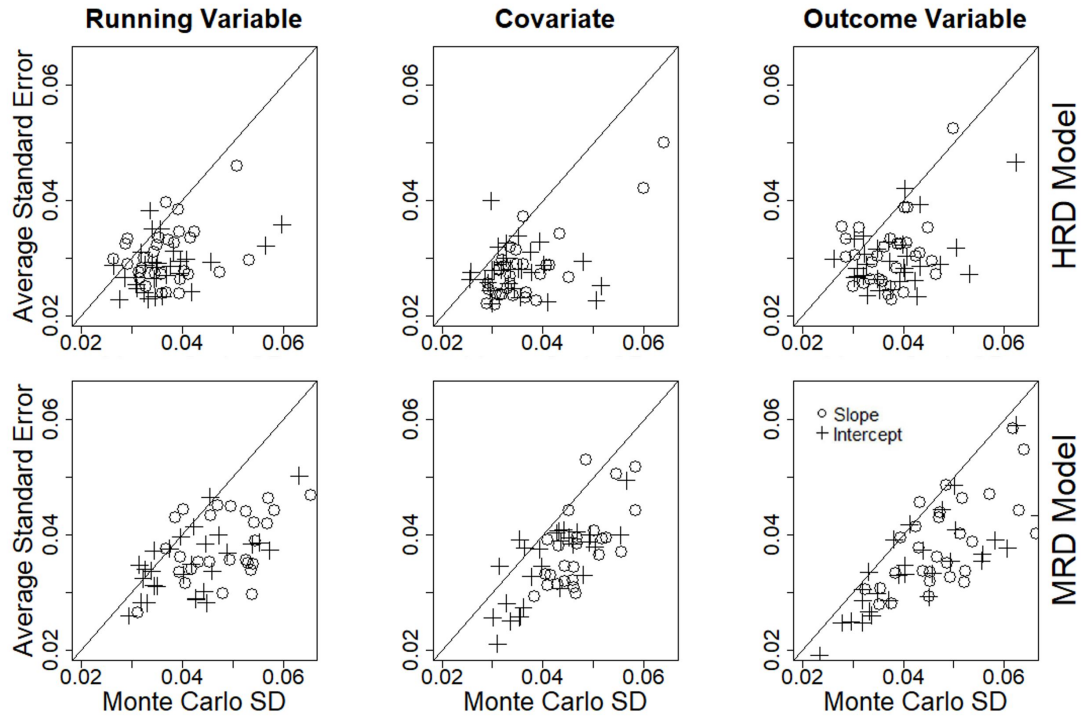 Running Variable
Covariate
Outcome Variable
Average Standard Error
0.06
0.04
0.02
0.02 0.04 0.06
0.06
0.04
0.02
0.02 0.04 0.06
0.06
0.04
0.02
0.02 0.04 0.06
HRD Model
Average Standard Error
0.06
0.04
0.02
0.02 0.04 0.06
Monte Carlo SD
0.06
0.04
0.02
0.02 0.04 0.06
Monte Carlo SD
0.06
0.04
0.02
Slope
Intercept
0.02 0.04 0.06
Monte Carlo SD
MRD Model